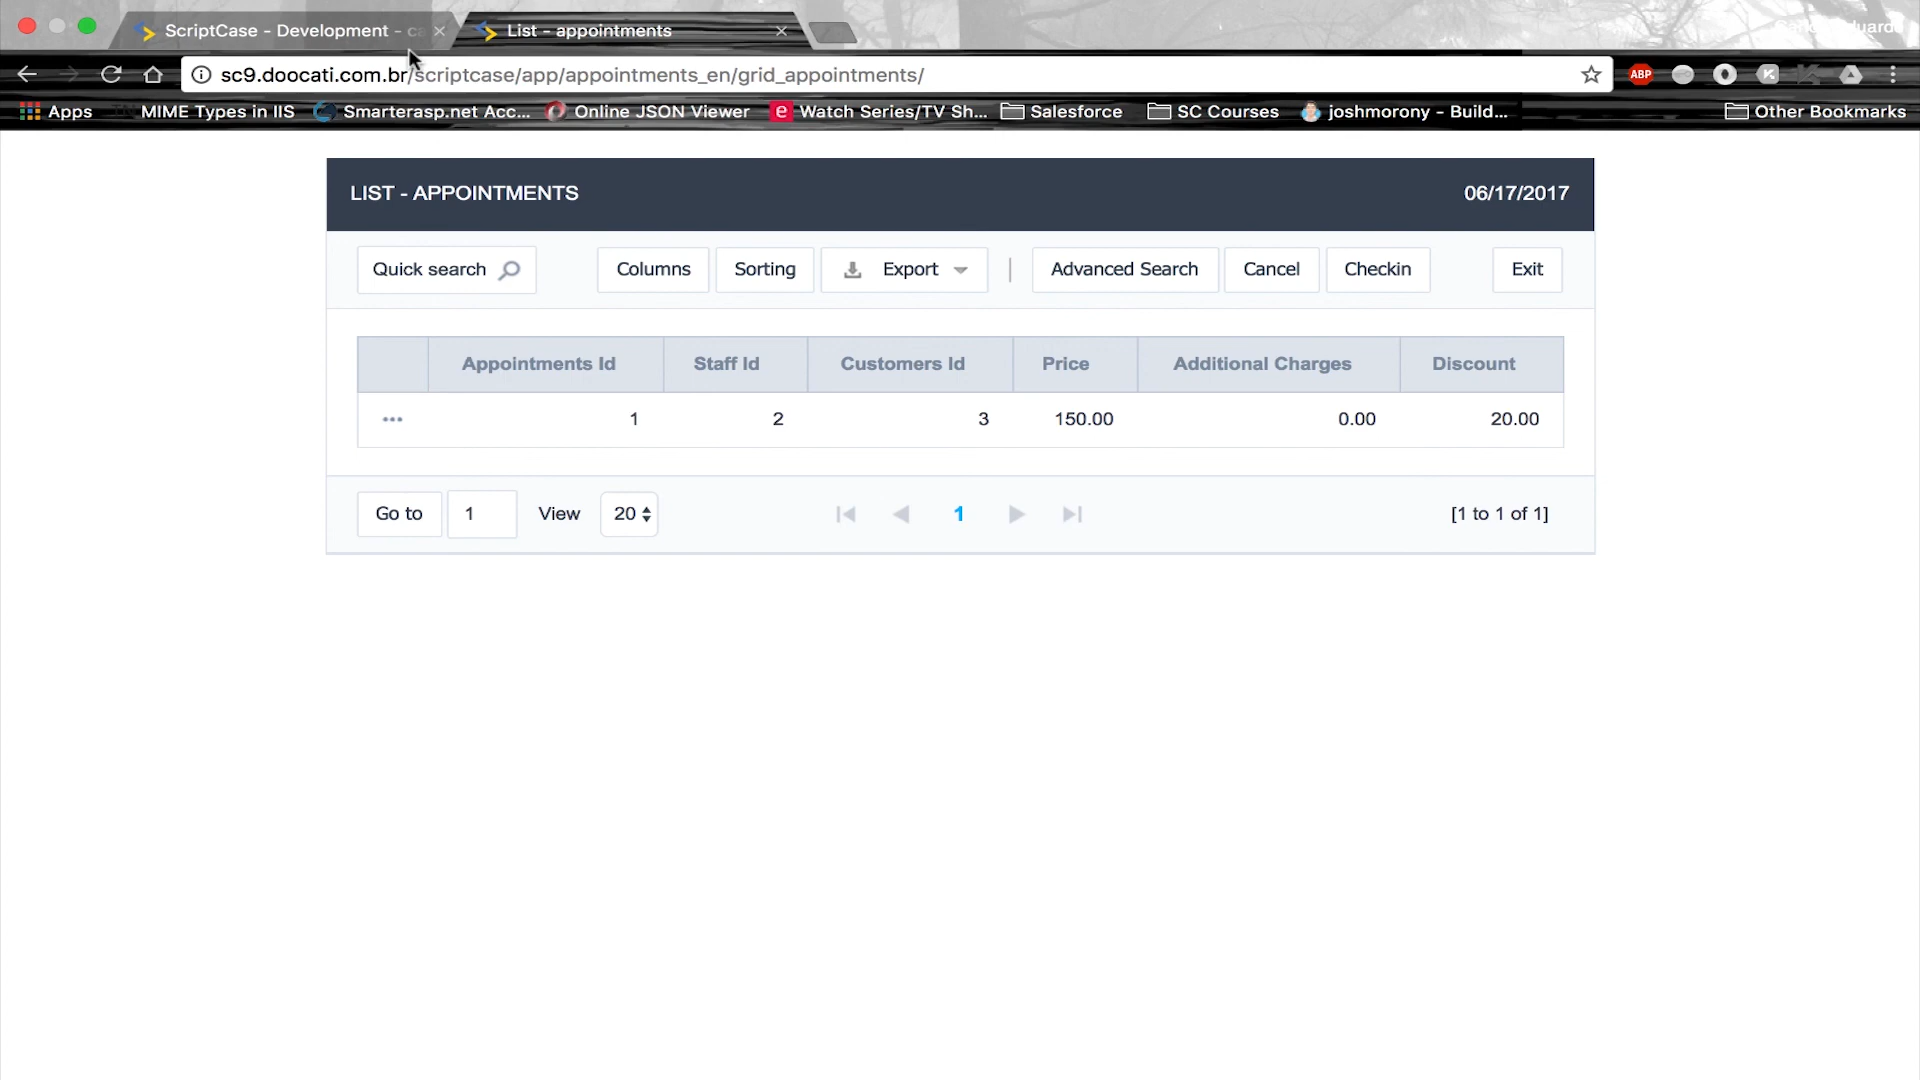 ScriptCase - Development - ca
List - appointments
sc9.doocati.com.br/scriptcase/app/appointments_en/grid_appointments/
ABP
Apps
MIME Types in IIS
Smarterasp.net Acc...
Online JSON Viewer
e Watch Series/TV Sh...
Salesforce
SC Courses
joshmorony - Build...
Other Bookmarks
LIST - APPOINTMENTS 06/17/2017
Quick search Columns Sorting Export | Advanced Search Cancel Checkin Exit
Appointments Id Staff Id Customers Id Price Additional Charges Discount
••• 1 2 3 150.00 0.00 20.00
Go to 1 View 20 1 [1 to 1 of 1]